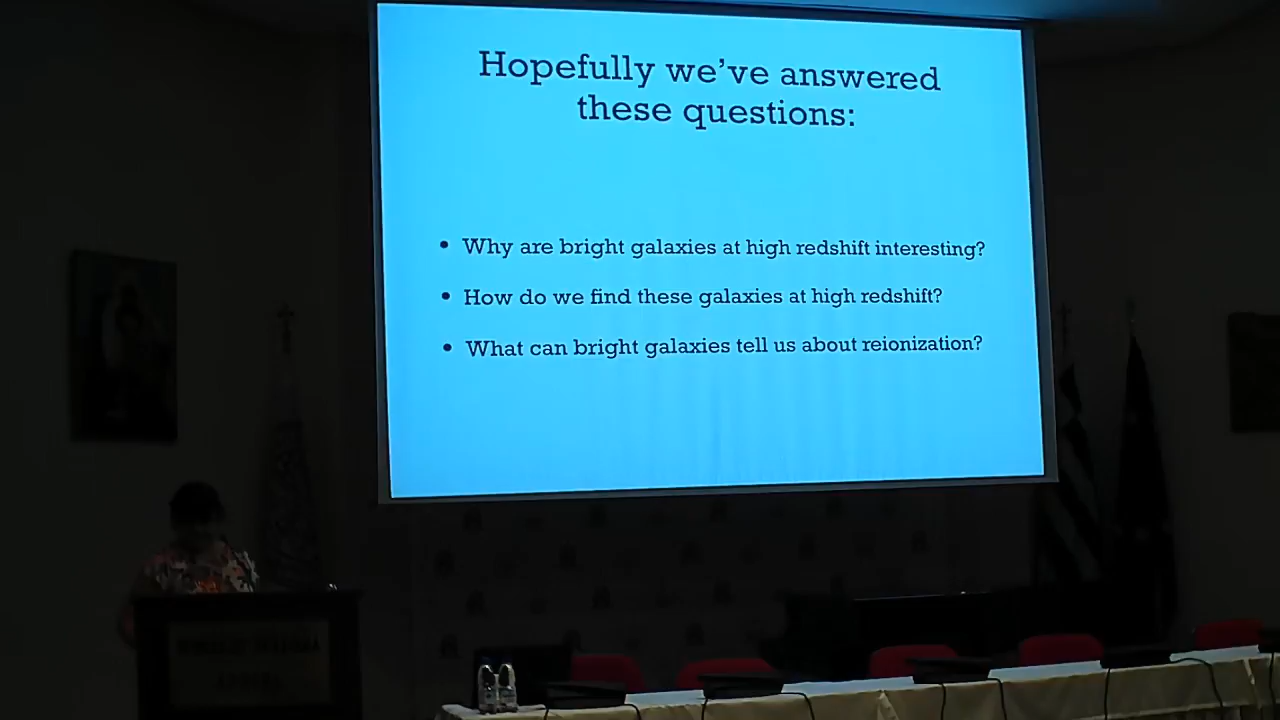 Hopefully we've answered
these questions:
• Why are bright galaxies at high redshift interesting?
• How do we find these galaxies at high redshift?
• What can bright galaxies tell us about reionization?